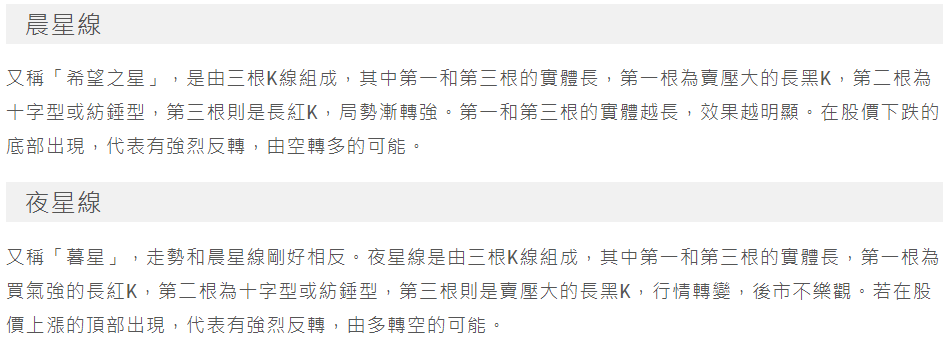 晨星線
又稱「希望之星」，是由三根K線組成，其中第一和第三根的實體長，第一根為賣壓大的長黑K，第二根為
十字型或紡錘型，第三根則是長紅K，局勢漸轉強。第一和第三根的實體越長，效果越明顯。在股價下跌的
底部出現，代表有強烈反轉，由空轉多的可能。
夜星線
又稱「暮星」，走勢和晨星線剛好相反。夜星線是由三根K線組成，其中第一和第三根的實體長，第一根為
買氣強的長紅K，第二根為十字型或紡錘型，第三根則是賣壓大的長黑K，行情轉變，後市不樂觀。若在股
價上漲的頂部出現，代表有強烈反轉，由多轉空的可能。